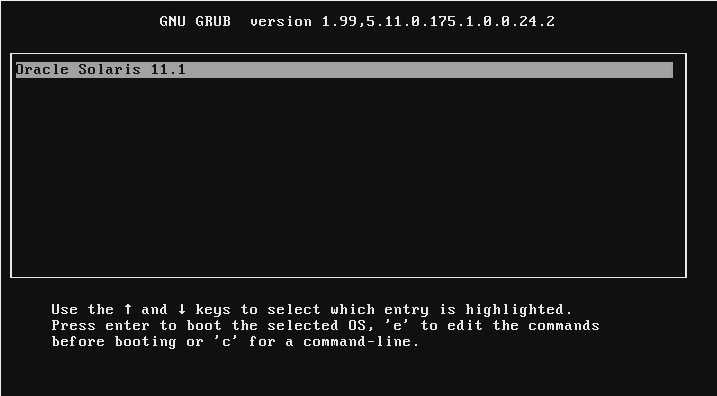 GNU GRUB  version 1.99,5.11.0.175.1.0.0.24.2
Oracle Solaris 11.1
Use the ↑ and ↓ keys to select which entry is highlighted.
Press enter to boot the selected OS, 'e' to edit the commands
before booting or 'c' for a command-line.